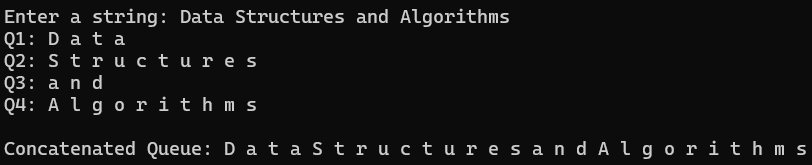 Enter a string: Data Structures and Algorithms
Q1: D a t a
Q2: S t r u c t u r e s
Q3: a n d
Q4: A l g o r i t h m s
Concatenated Queue: D a t a S t r u c t u r e s a n d A l g o r i t h m s